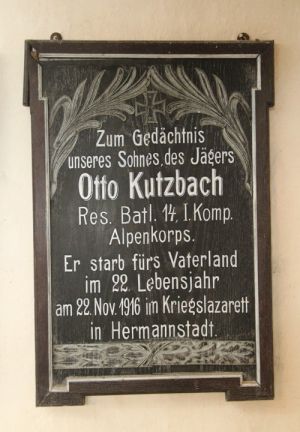 Zum Gedächtnis
unseres Sohnes, des Jägers
Otto Kutzbach
Res. Batl. 14, I. Komp.
Alpenkorps.
Er starb fürs Vaterland
im 22. Lebensjahr
am 22. Nov. 1916 im Kriegslazarett
in Hermannstadt.